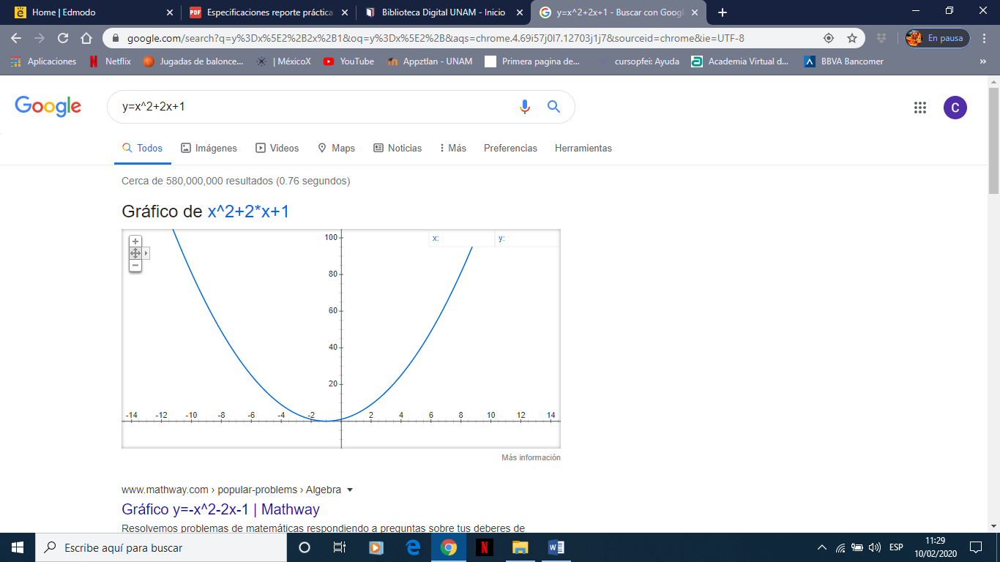 Home | Edmodo
PDF
Especificaciones reporte práctica
Biblioteca Digital UNAM - Inicio
y=x^2+2x+1 - Buscar con Googl
google.com/search?q=y%3Dx%5E2%2B2x%2B1&oq=y%3Dx%5E2%2B&aqs=chrome.4.69i57j0l7.12703j1j7&sourceid=chrome&ie=UTF-8
En pausa
Aplicaciones
Netflix
Jugadas de balonce...
| MéxicoX
YouTube
Appztlan - UNAM
Primera pagina de...
cursopfei: Ayuda
Academia Virtual d...
BBVA Bancomer
»
Google
y=x^2+2x+1
C
Todos
Imágenes
Videos
Maps
Noticias
Más
Preferencias
Herramientas
Cerca de 580,000,000 resultados (0.76 segundos)
Gráfico de x^2+2*x+1
x: y:
100
80
60
40
20
-14 -12 -10 -8 -6 -4 -2 2 4 6 8 10 12 14
Más información
www.mathway.com › popular-problems › Algebra
Gráfico y=-x^2-2x-1 | Mathway
Resolvemos problemas de matemáticas respondiendo a preguntas sobre tus deberes de
Escribe aquí para buscar
ESP
11:29
10/02/2020